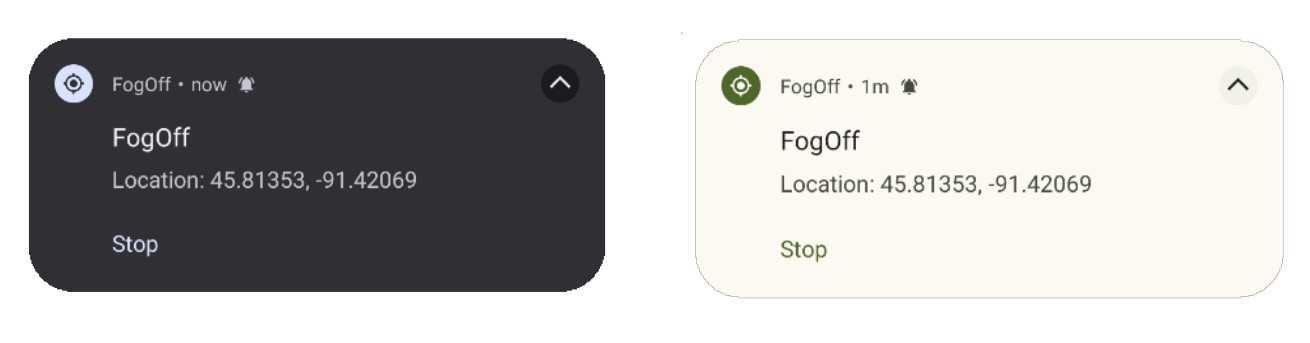 FogOff • now
FogOff
Location: 45.81353, -91.42069
Stop
FogOff • 1m
FogOff
Location: 45.81353, -91.42069
Stop